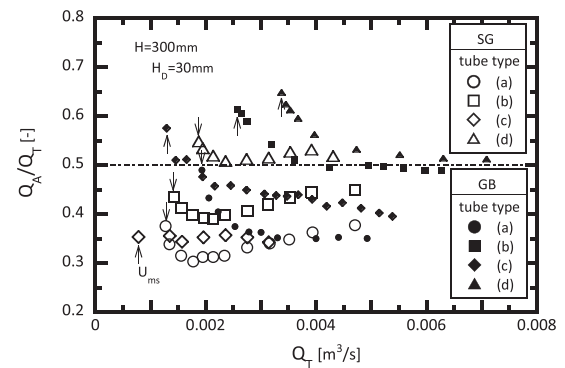 0.8
0.7
0.6
0.5
0.4
0.3
0.2
Q_A/Q_T [-]
H=300mm
H_D=30mm
U_ms
SG
tube type
(a)
(b)
(c)
(d)
GB
tube type
(a)
(b)
(c)
(d)
0 0.002 0.004 0.006 0.008
Q_T [m³/s]